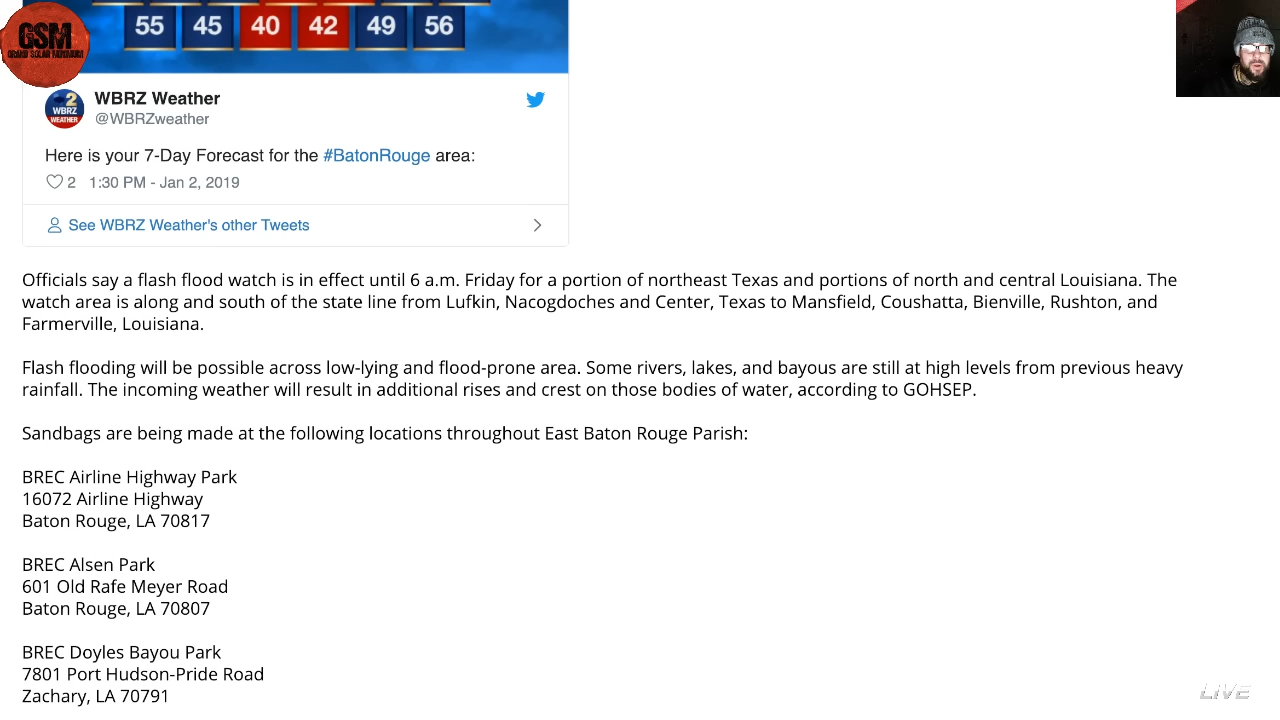 55 45 40 42 49 56
GSM
GRAND SOLAR MINIMUM
2
WBRZ
WEATHER
WBRZ Weather
@WBRZweather
Here is your 7-Day Forecast for the #BatonRouge area:
2 1:30 PM - Jan 2, 2019
See WBRZ Weather's other Tweets
Officials say a flash flood watch is in effect until 6 a.m. Friday for a portion of northeast Texas and portions of north and central Louisiana. The
watch area is along and south of the state line from Lufkin, Nacogdoches and Center, Texas to Mansfield, Coushatta, Bienville, Rushton, and
Farmerville, Louisiana.
Flash flooding will be possible across low-lying and flood-prone area. Some rivers, lakes, and bayous are still at high levels from previous heavy
rainfall. The incoming weather will result in additional rises and crest on those bodies of water, according to GOHSEP.
Sandbags are being made at the following locations throughout East Baton Rouge Parish:
BREC Airline Highway Park
16072 Airline Highway
Baton Rouge, LA 70817
BREC Alsen Park
601 Old Rafe Meyer Road
Baton Rouge, LA 70807
BREC Doyles Bayou Park
7801 Port Hudson-Pride Road
Zachary, LA 70791
LIVE